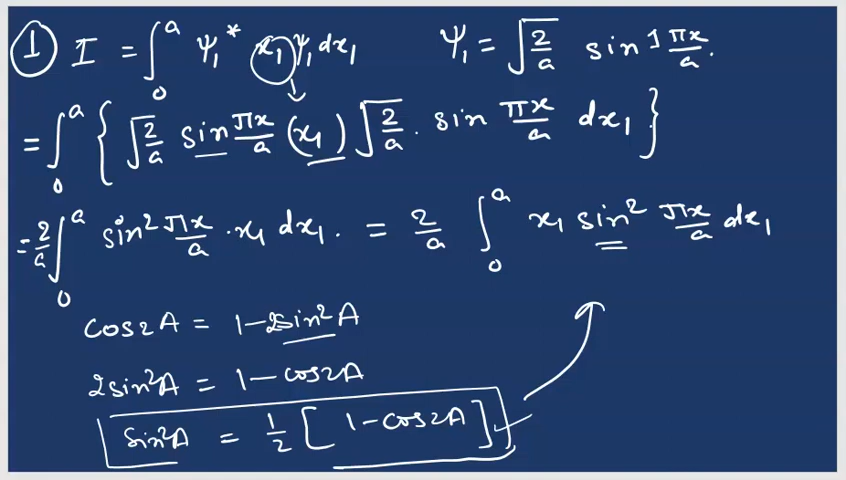 ① I = ∫₀ᵃ ψ₁* x₁ ψ₁ dx₁ ψ₁ = √(2/a) sin 1πx/a.
= ∫₀ᵃ { √(2/a) sin πx/a (x₁) √(2/a) · sin πx/a dx₁ }
= 2/a ∫₀ᵃ sin² πx/a · x₁ dx₁. = 2/a ∫₀ᵃ x₁ sin² πx/a dx₁
cos2A = 1 - 2sin²A
2sin²A = 1 - cos2A
sin²A = 1/2 [ 1 - cos2A ]